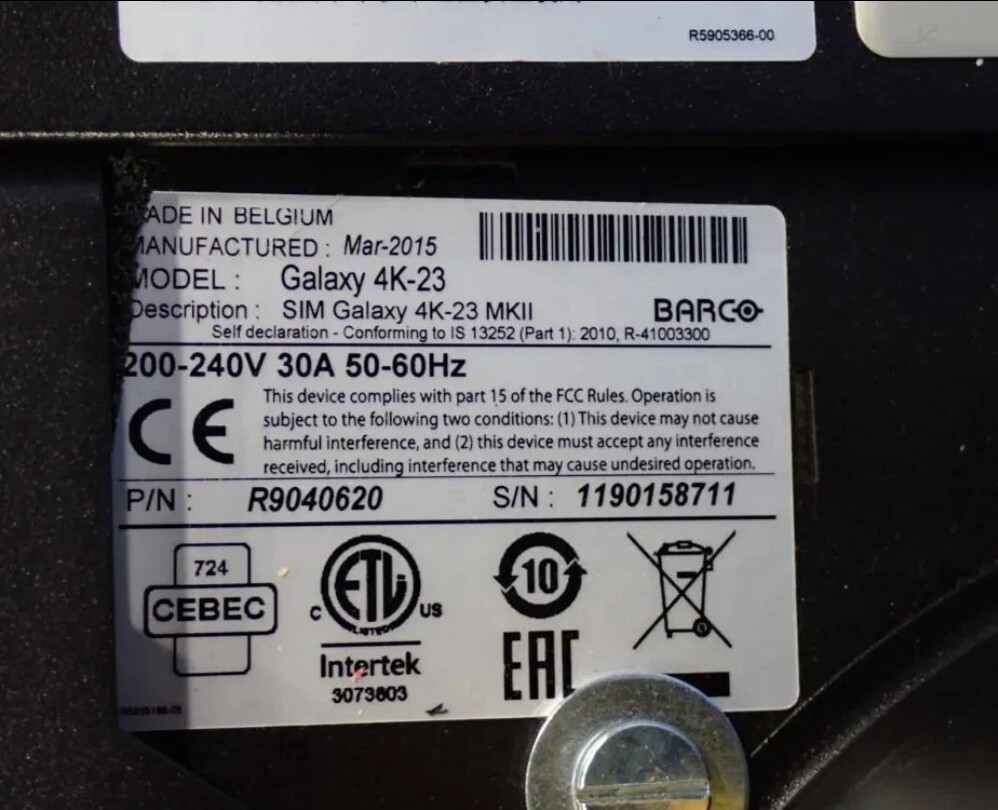 R5905366-00
MADE IN BELGIUM
MANUFACTURED : Mar-2015
MODEL : Galaxy 4K-23
Description : SIM Galaxy 4K-23 MKII
BARCO
Self declaration - Conforming to IS 13252 (Part 1): 2010, R-41003300
200-240V 30A 50-60Hz
CE
This device complies with part 15 of the FCC Rules. Operation is
subject to the following two conditions: (1) This device may not cause
harmful interference, and (2) this device must accept any interference
received, including interference that may cause undesired operation.
P/N : R9040620 S/N : 1190158711
724
CEBEC
C ETL US
LISTED
Intertek
3073803
10
EAC